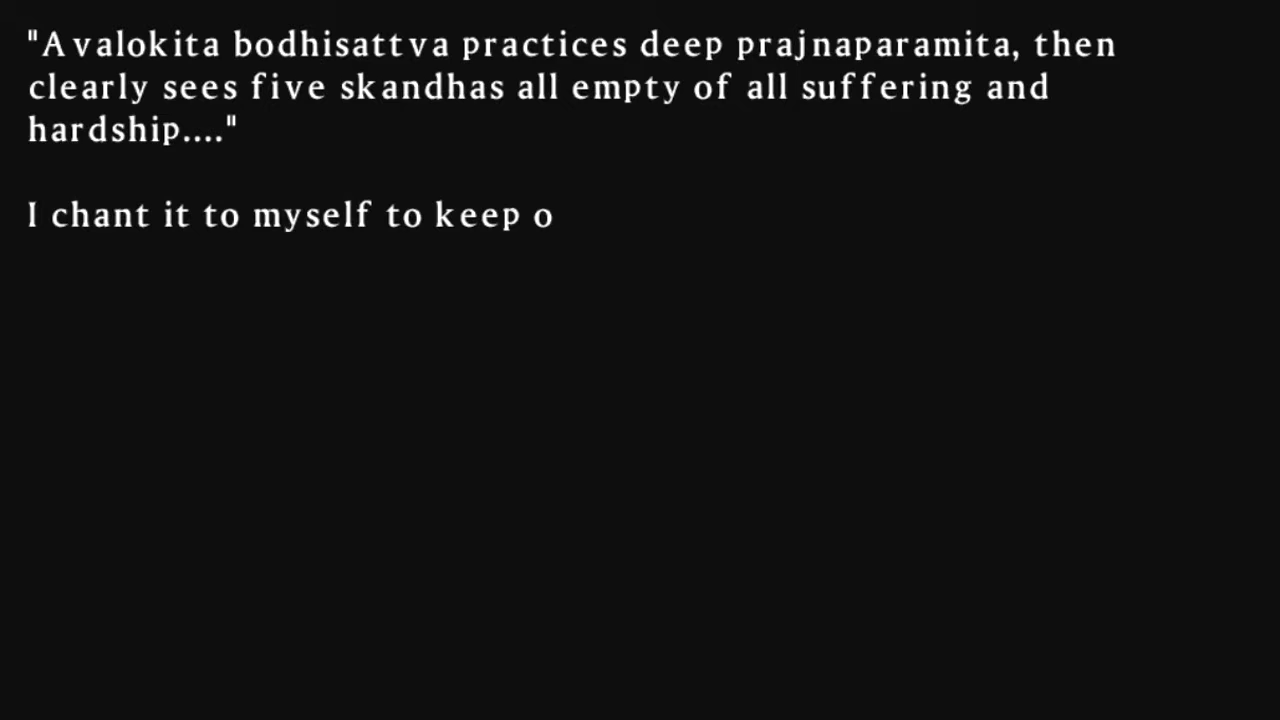 "Avalokita bodhisattva practices deep prajnaparamita, then
clearly sees five skandhas all empty of all suffering and
hardship...."
I chant it to myself to keep o